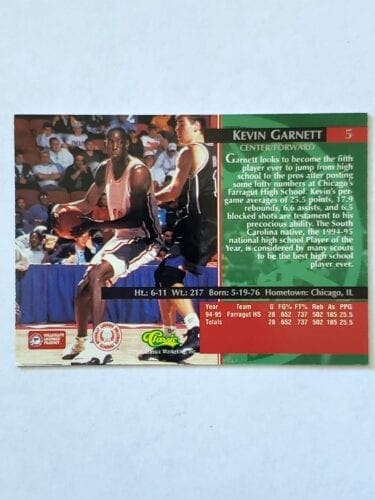 KEVIN GARNETT 5
CENTER/FORWARD
Garnett looks to become the fifth
player ever to jump from high
school to the pros after posting
some lofty numbers at Chicago's
Farragut High School. Kevin's per-
game averages of 25.5 points, 17.9
rebounds, 6.6 assists, and 6.5
blocked shots are testament to his
precocious ability. The South
Carolina native, the 1994-95
national high school Player of the
Year, is considered by many scouts
to be the best high school
player ever.
Ht.: 6-11 Wt.: 217 Born: 5-19-76 Hometown: Chicago, IL
Year Team G FG% FT% Reb As PPG
94-95 Farragut HS 28 .652 .737 502 185 25.5
Totals 28 .652 .737 502 185 25.5
COLLEGIATE
LICENSED
PRODUCT
Classic
Marketing, Inc.